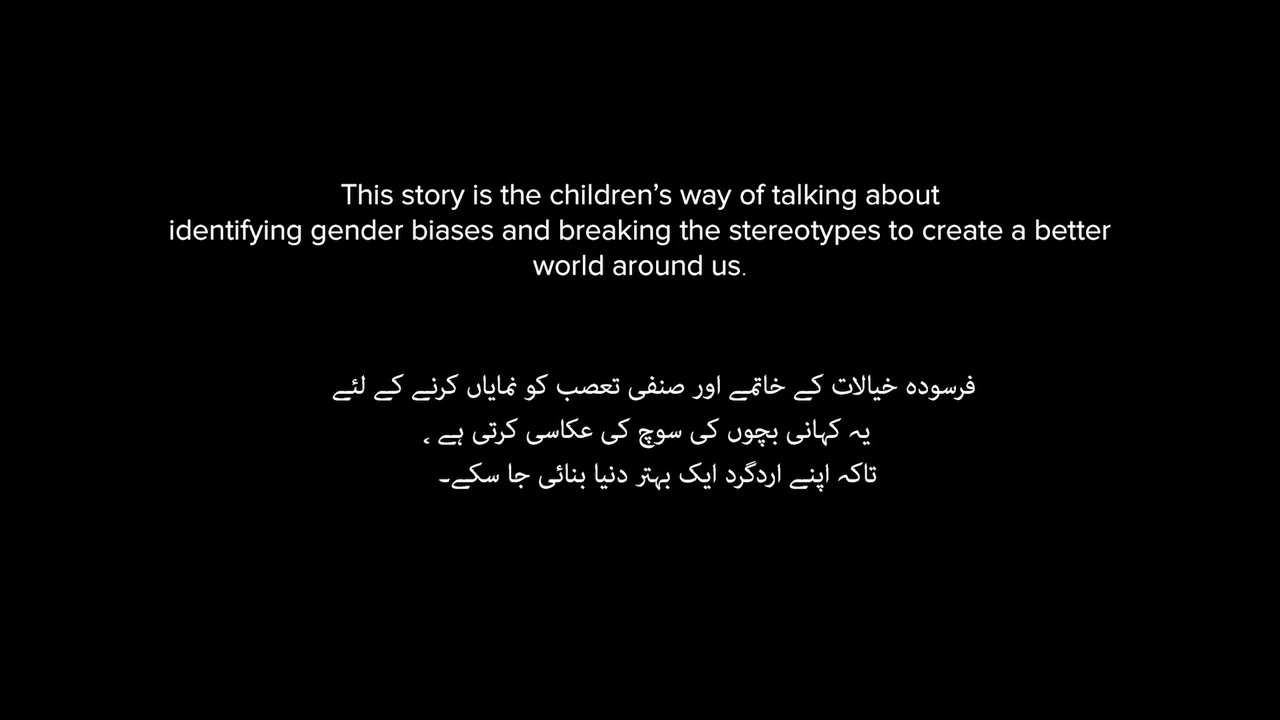 This story is the children’s way of talking about
identifying gender biases and breaking the stereotypes to create a better
world around us.
فرسودہ خیالات کے خاتمے اور صنفی تعصب کو نمایاں کرنے کے لئے
یہ کہانی بچوں کی سوچ کی عکاسی کرتی ہے ،
تاکہ اپنے اردگرد ایک بہتر دنیا بنائی جا سکے۔